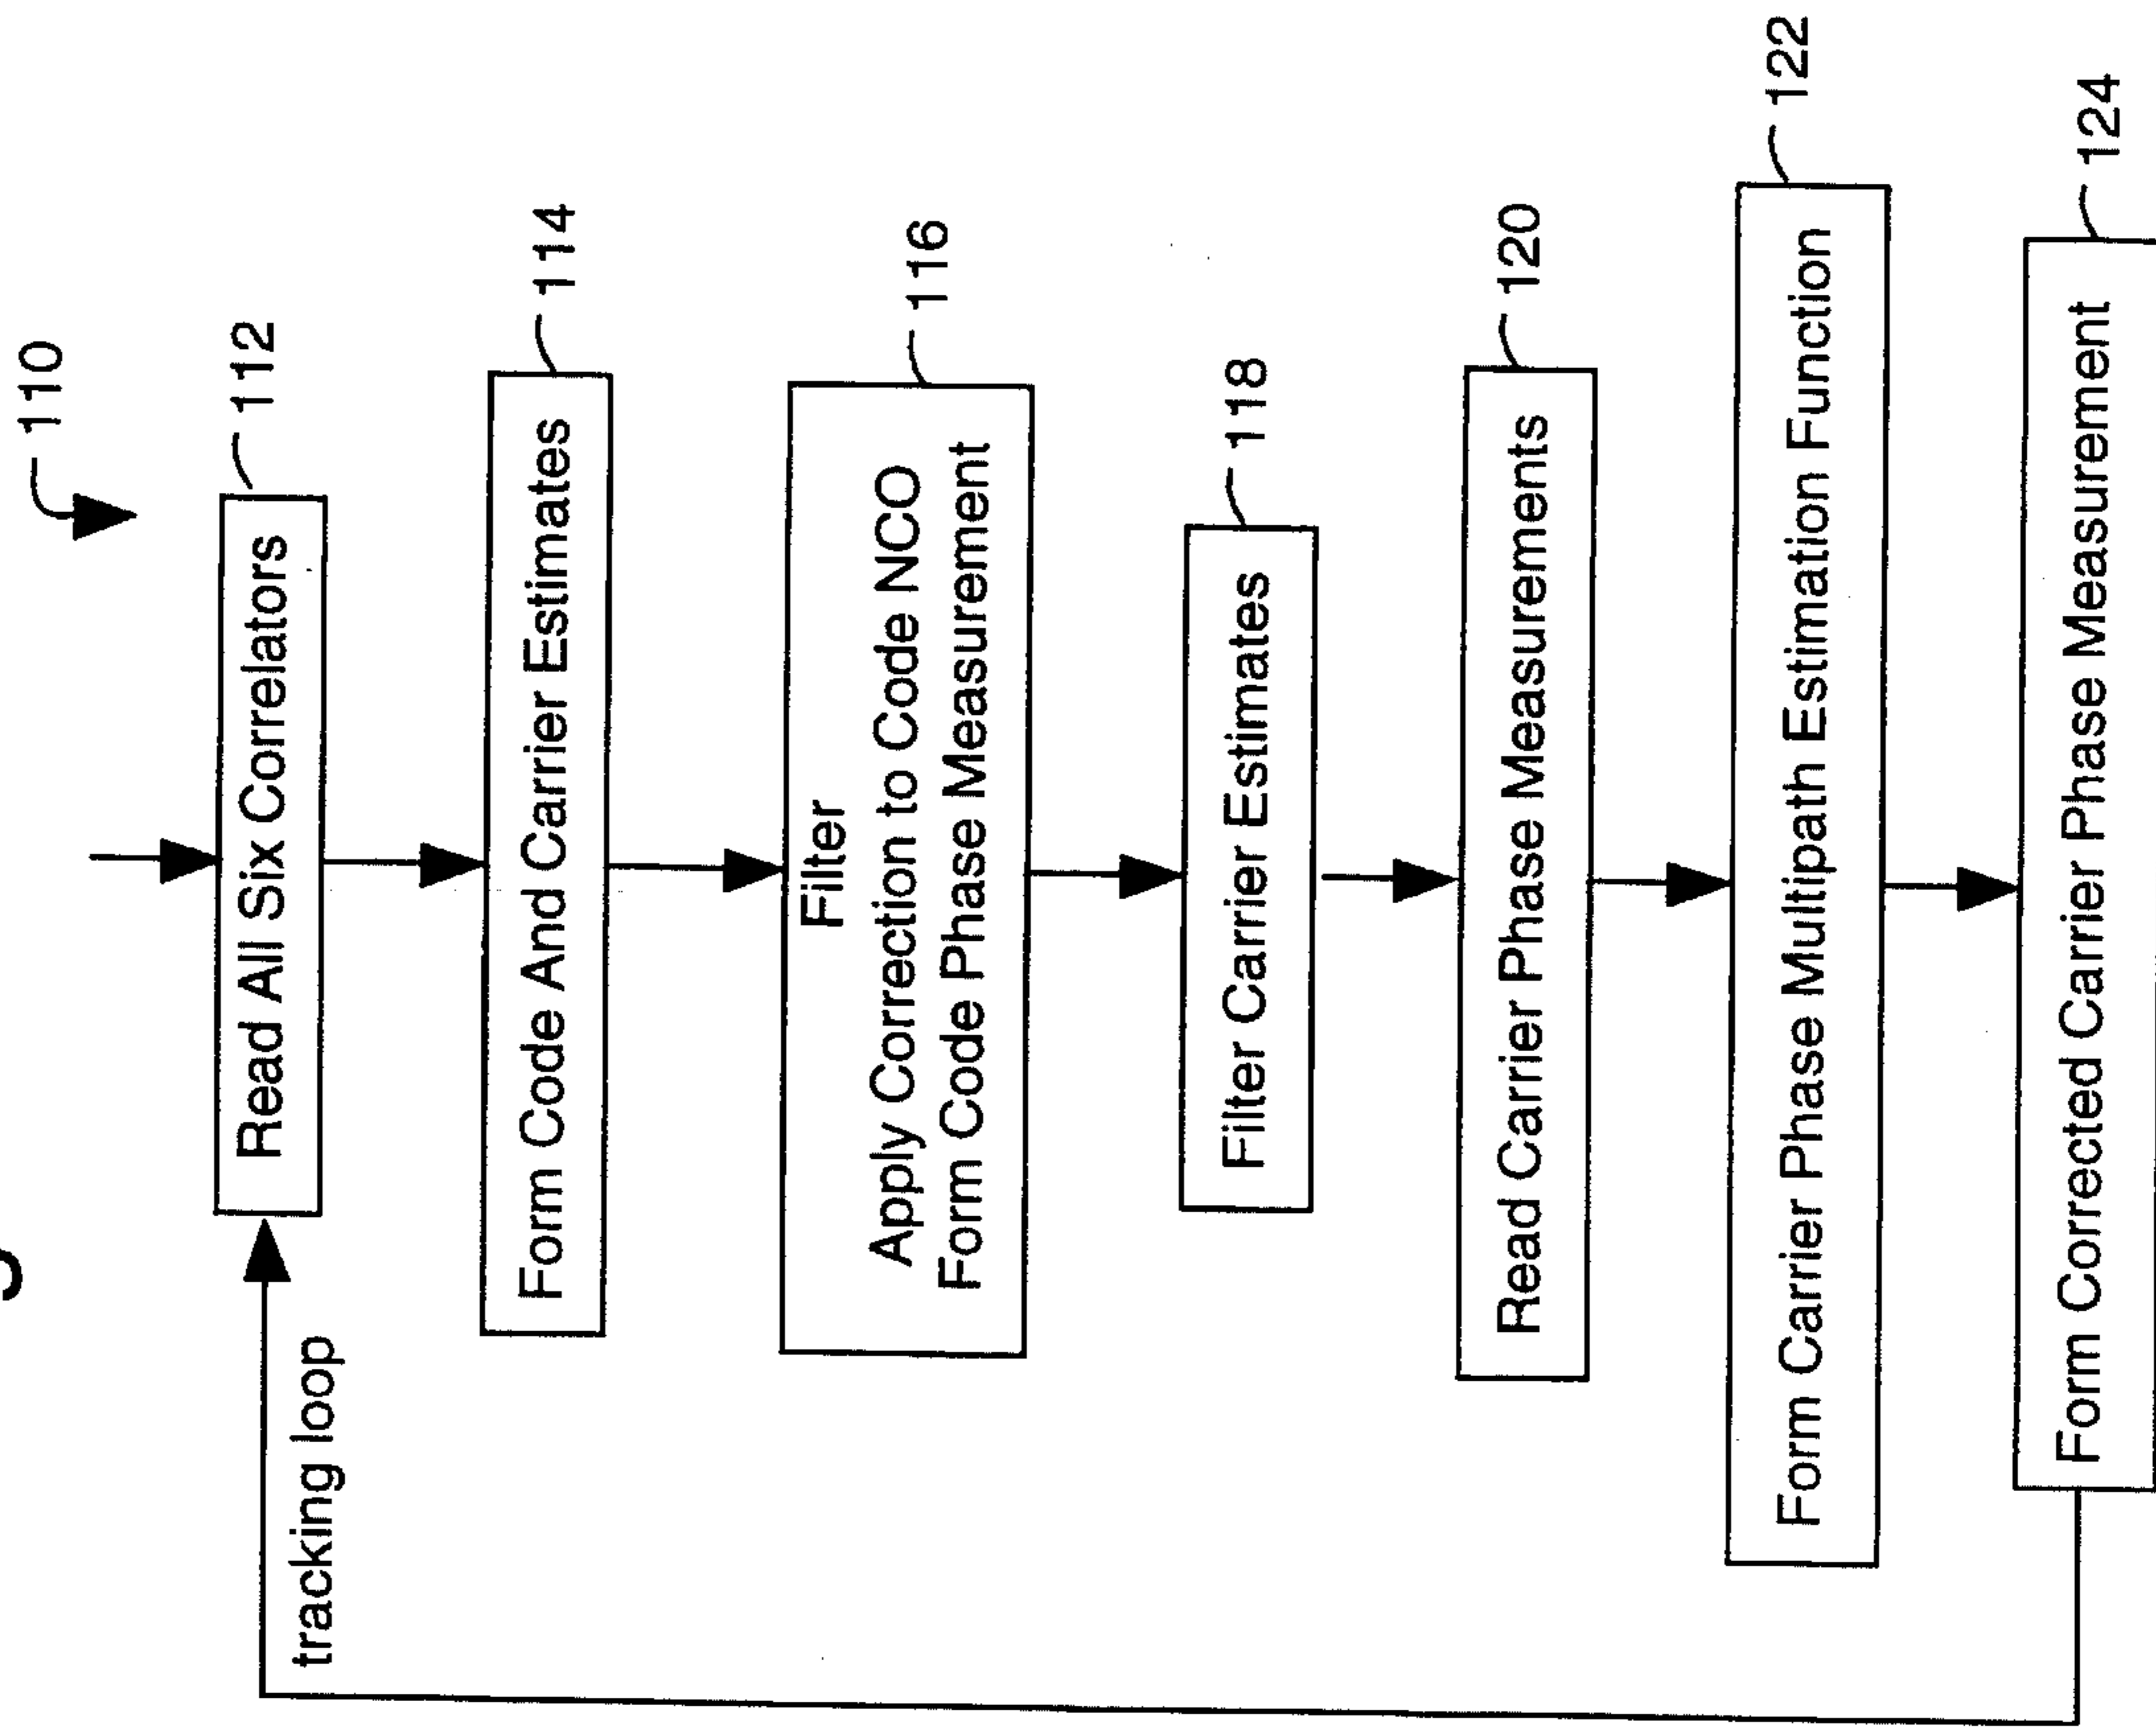 110
Read All Six Correlators
112
tracking loop
Form Code And Carrier Estimates
114
Filter
Apply Correction to Code NCO
Form Code Phase Measurement
116
Filter Carrier Estimates
118
Read Carrier Phase Measurements
120
Form Carrier Phase Multipath Estimation Function
122
Form Corrected Carrier Phase Measurement
124